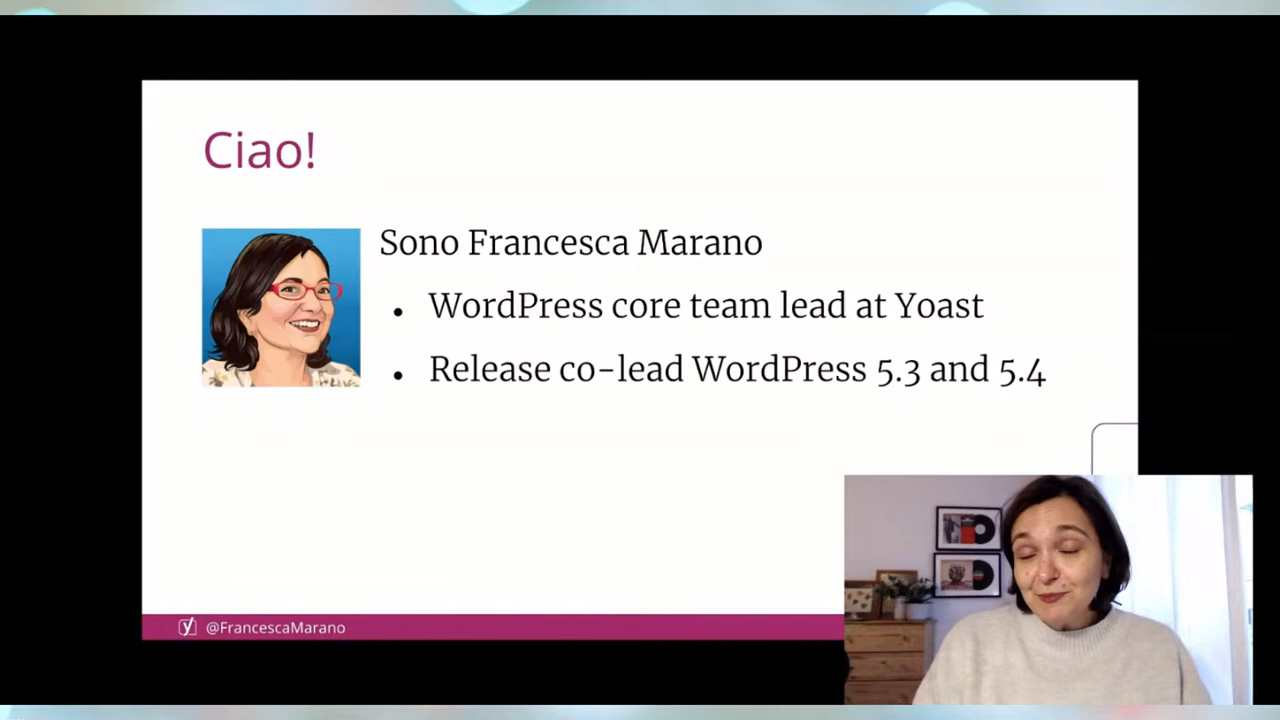 Ciao!
Sono Francesca Marano
• WordPress core team lead at Yoast
• Release co-lead WordPress 5.3 and 5.4
@FrancescaMarano